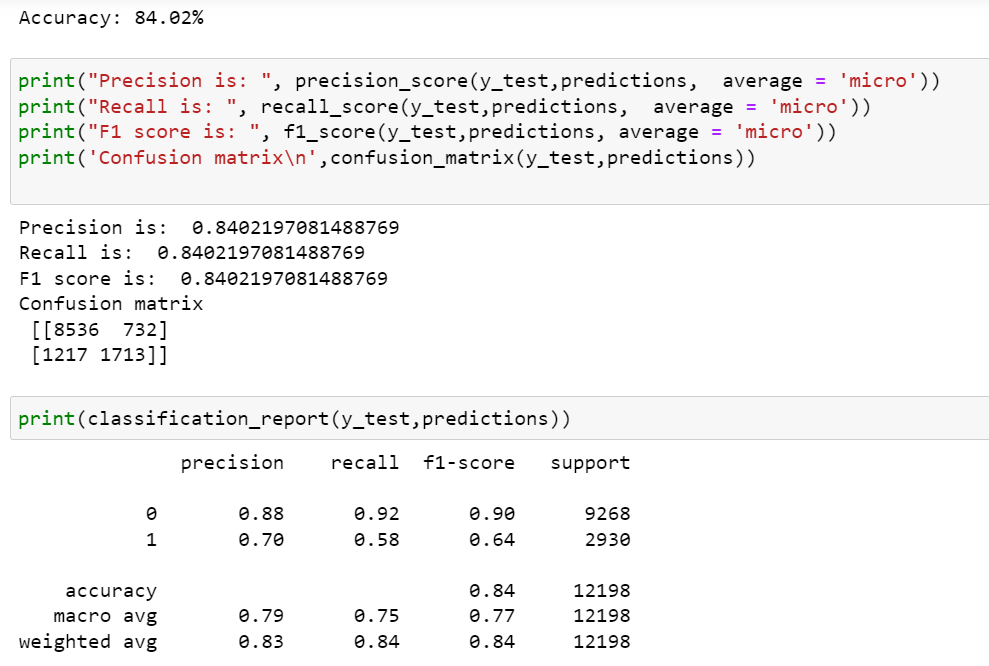 Accuracy: 84.02%
print("Precision is: ", precision_score(y_test,predictions,  average = 'micro'))
print("Recall is: ", recall_score(y_test,predictions,  average = 'micro'))
print("F1 score is: ", f1_score(y_test,predictions, average = 'micro'))
print('Confusion matrix\n',confusion_matrix(y_test,predictions))
Precision is:  0.8402197081488769
Recall is:  0.8402197081488769
F1 score is:  0.8402197081488769
Confusion matrix
 [[8536  732]
 [1217 1713]]
print(classification_report(y_test,predictions))
              precision    recall  f1-score   support
           0       0.88      0.92      0.90      9268
           1       0.70      0.58      0.64      2930
    accuracy                           0.84     12198
   macro avg       0.79      0.75      0.77     12198
weighted avg       0.83      0.84      0.84     12198